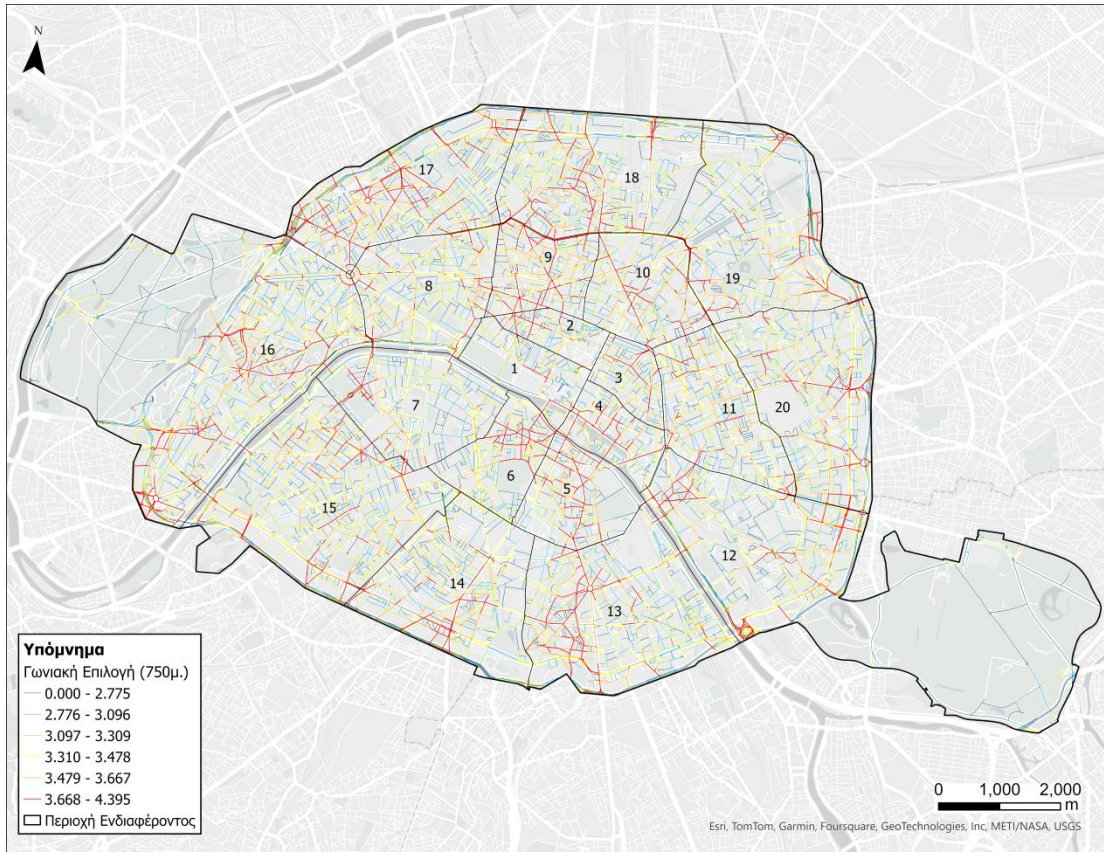 N
17
18
9
10
19
8
2
16
1
3
4
7
11
20
6
5
15
12
14
13
Υπόμνημα
Γωνιακή Επιλογή (750μ.)
0.000 - 2.775
2.776 - 3.096
3.097 - 3.309
3.310 - 3.478
3.479 - 3.667
3.668 - 4.395
Περιοχή Ενδιαφέροντος
0 1,000 2,000
m
Esri, TomTom, Garmin, Foursquare, GeoTechnologies, Inc, METI/NASA, USGS